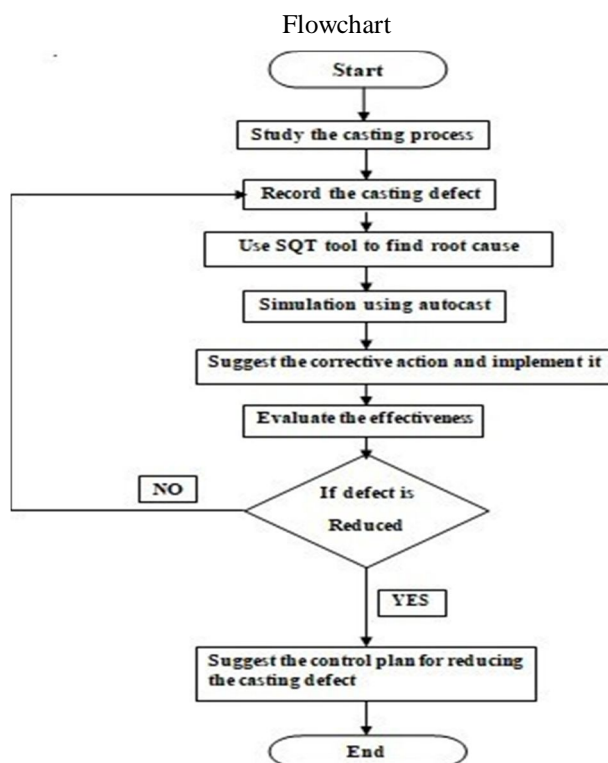 Flowchart
Start
Study the casting process
Record the casting defect
Use SQT tool to find root cause
Simulation using autocast
Suggest the corrective action and implement it
Evaluate the effectiveness
NO
If defect is
Reduced
YES
Suggest the control plan for reducing
the casting defect
End